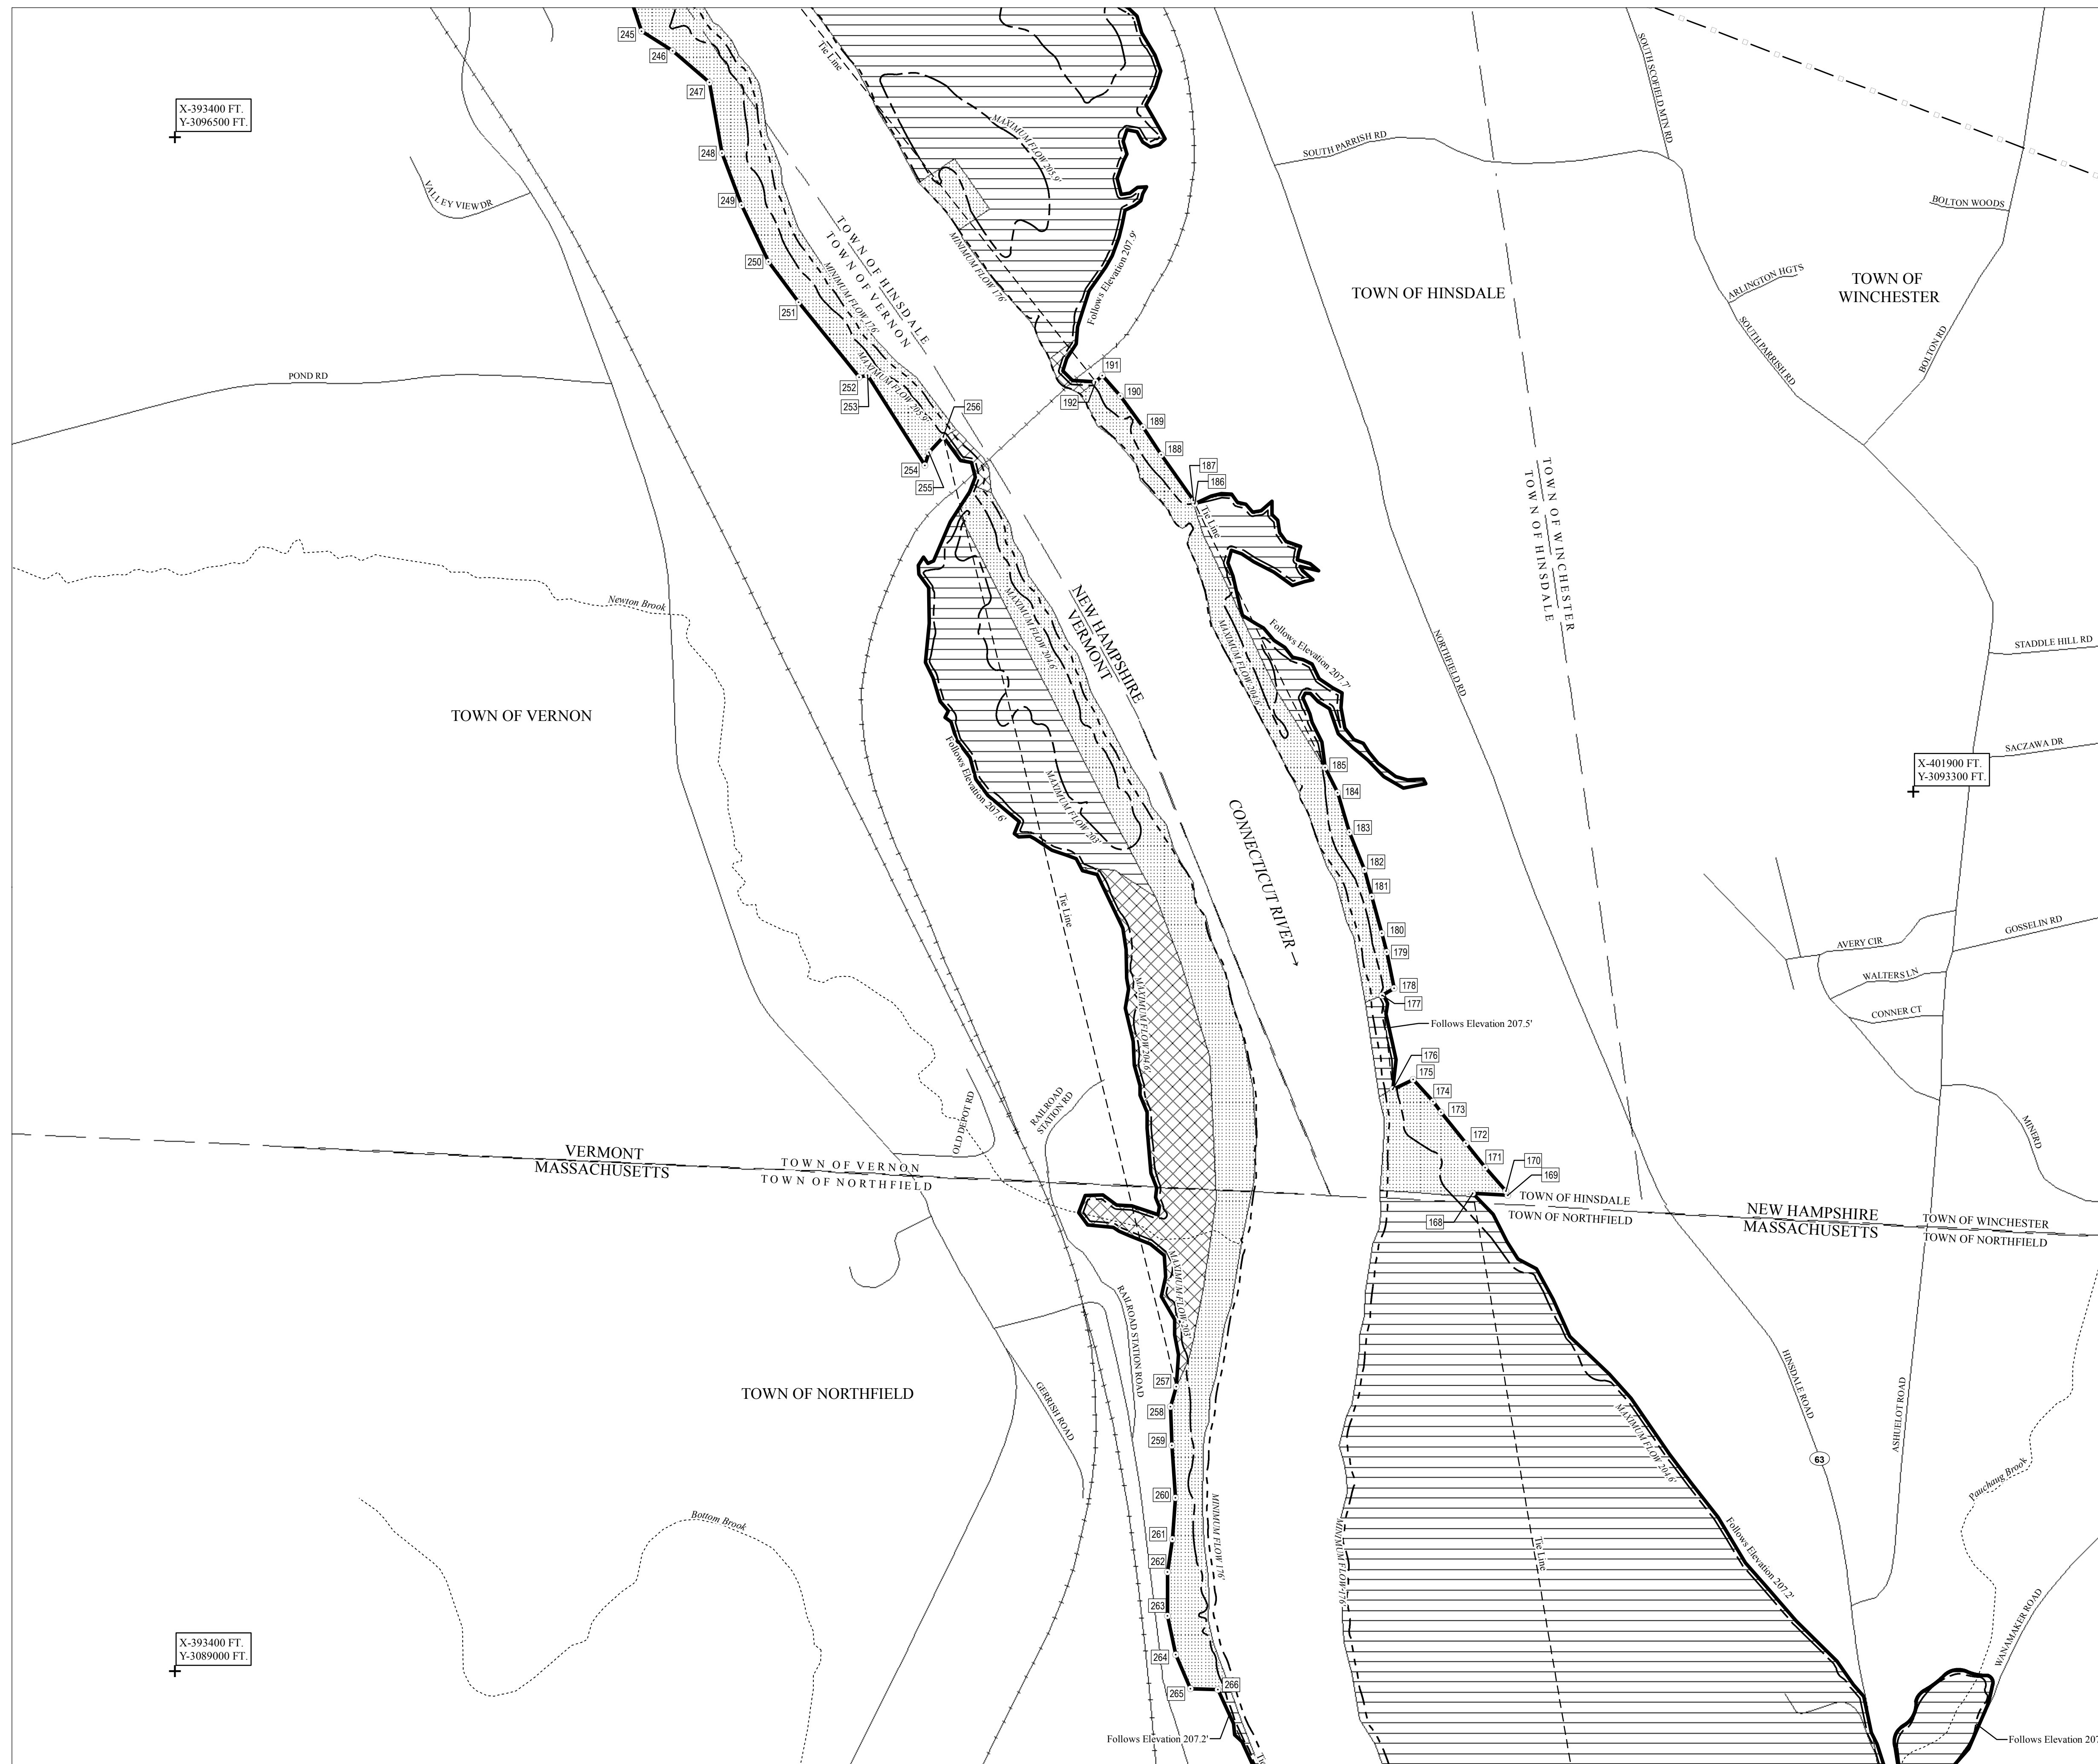 245
246
247
X-393400 FT.
Y-3096500 FT.
Tie Line
SOUTH SCOFIELD MTN RD
SOUTH PARRISH RD
MAXIMUM FLOW 205.9'
248
VALLEY VIEW DR
249
BOLTON WOODS
TOWN OF HINSDALE
TOWN OF VERNON
MINIMUM FLOW 176'
Follows Elevation 207.9'
250
MINIMUM FLOW 176'
TOWN OF HINSDALE
ARLINGTON HGTS
TOWN OF
WINCHESTER
251
SOUTH PARRISH RD
BOLTON RD
POND RD
MAXIMUM FLOW 205.9'
252
253
191
190
192
256
189
188
254
255
187
186
Tie Line
TOWN OF WINCHESTER
TOWN OF HINSDALE
Newton Brook
MAXIMUM FLOW 204.6'
NEW HAMPSHIRE
VERMONT
MAXIMUM FLOW 204.6'
Follows Elevation 207.7'
NORTHFIELD RD
STADDLE HILL RD
TOWN OF VERNON
SACZAWA DR
Follows Elevation 207.6'
MAXIMUM FLOW 203'
185
184
X-401900 FT.
Y-3093300 FT.
CONNECTICUT RIVER →
183
182
181
Tie Line
180
179
AVERY CIR
GOSSELIN RD
WALTERS LN
178
177
CONNER CT
MAXIMUM FLOW 204.6'
Follows Elevation 207.5'
176
175
174
173
OLD DEPOT RD
RAILROAD
STATION RD
MINERD
172
171
170
169
VERMONT
MASSACHUSETTS
TOWN OF VERNON
TOWN OF NORTHFIELD
TOWN OF HINSDALE
TOWN OF NORTHFIELD
168
NEW HAMPSHIRE
MASSACHUSETTS
TOWN OF WINCHESTER
TOWN OF NORTHFIELD
MAXIMUM FLOW 203'
RAILROAD STATION ROAD
257
258
259
TOWN OF NORTHFIELD
GERRISH ROAD
HINSDALE ROAD
ASHUELOT ROAD
MAXIMUM FLOW 204.6'
63
Pauchaug Brook
260
261
262
263
264
265
266
Bottom Brook
MINIMUM FLOW 176'
MINIMUM FLOW 176'
Tie Line
Follows Elevation 207.2'
WANAMAKER ROAD
X-393400 FT.
Y-3089000 FT.
Follows Elevation 207.2'
Follows Elevation 20